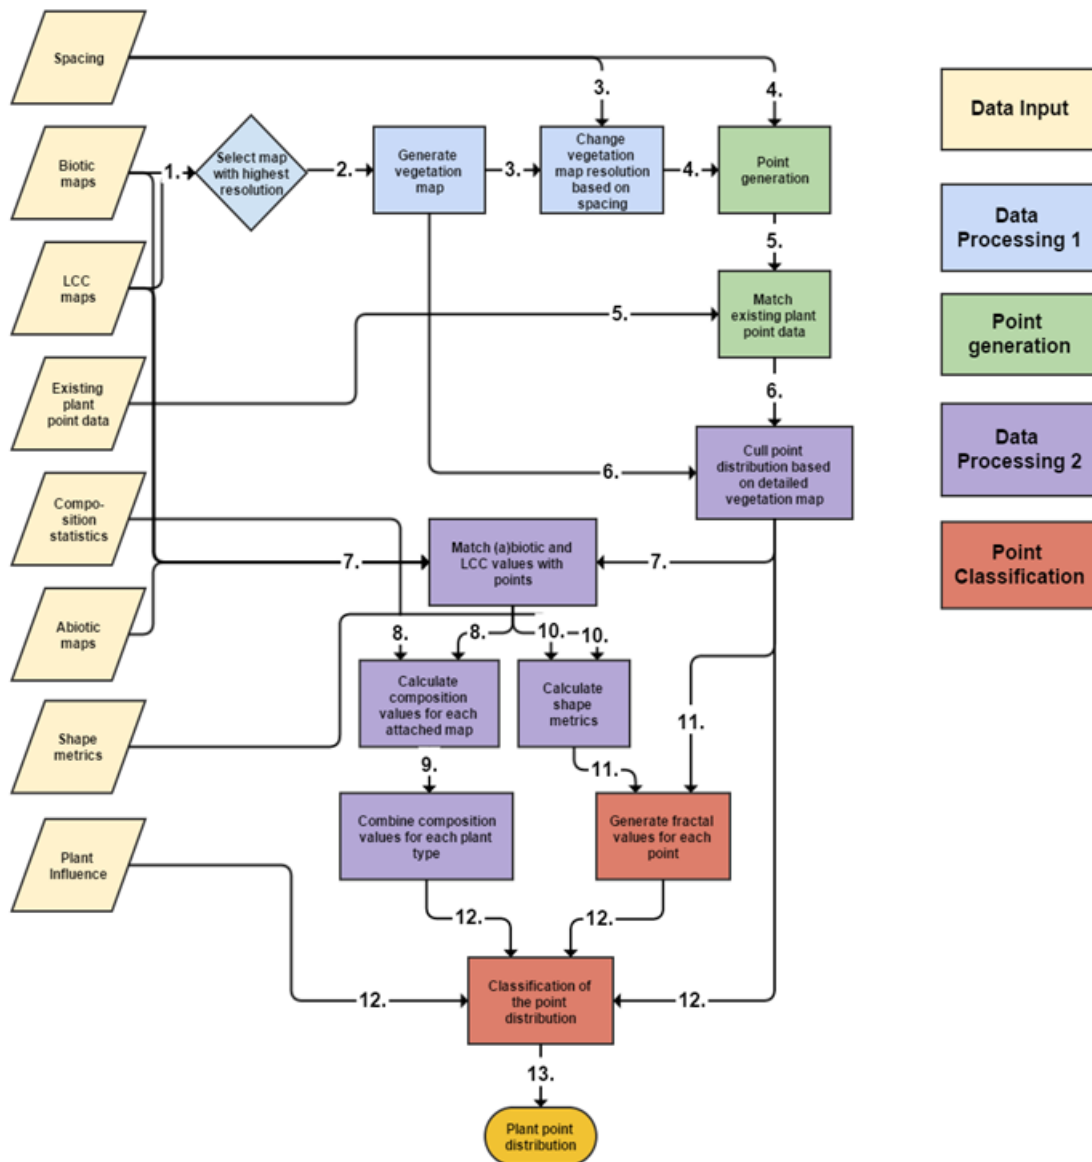 Spacing
3.
4.
Biotic
maps
1.
Select map
with highest
resolution
2.
Generate
vegetation
map
3.
Change
vegetation
map resolution
based on
spacing
4.
Point
generation
5.
LCC
maps
5.
Match
existing plant
point data
Existing
plant
point data
6.
6.
Cull point
distribution based
on detailed
vegetation map
Compo-
sition
statistics
7.
Match (a)biotic and
LCC values with
points
7.
Abiotic
maps
8.
8.
10.
10.
Calculate
composition
values for each
attached map
Calculate
shape
metrics
11.
Shape
metrics
9.
11.
Combine composition
values for each plant
type
Generate fractal
values for each
point
Plant
Influence
12.
12.
12.
Classification of
the point
distribution
12.
13.
Plant point
distribution
Data Input
Data
Processing 1
Point
generation
Data
Processing 2
Point
Classification